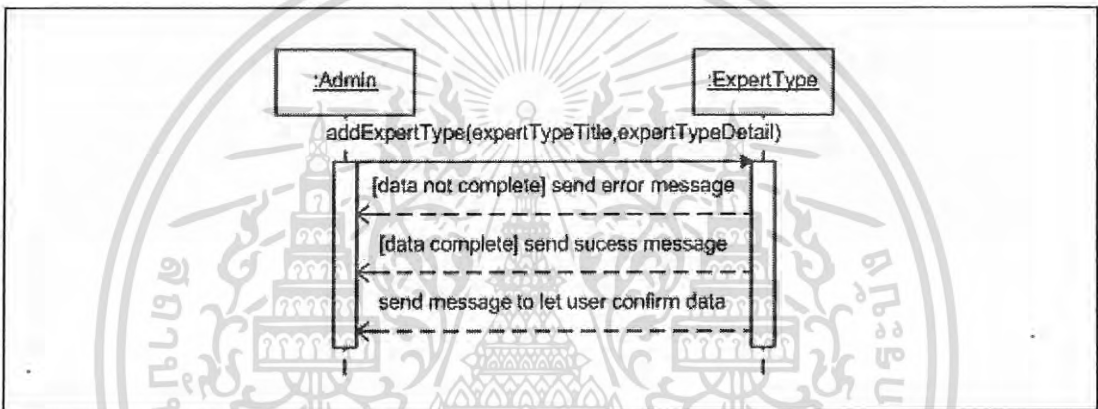 :Admin
:ExpertType
addExpertType(expertTypeTitle,expertTypeDetail)
[data not complete] send error message
[data complete] send sucess message
send message to let user confirm data